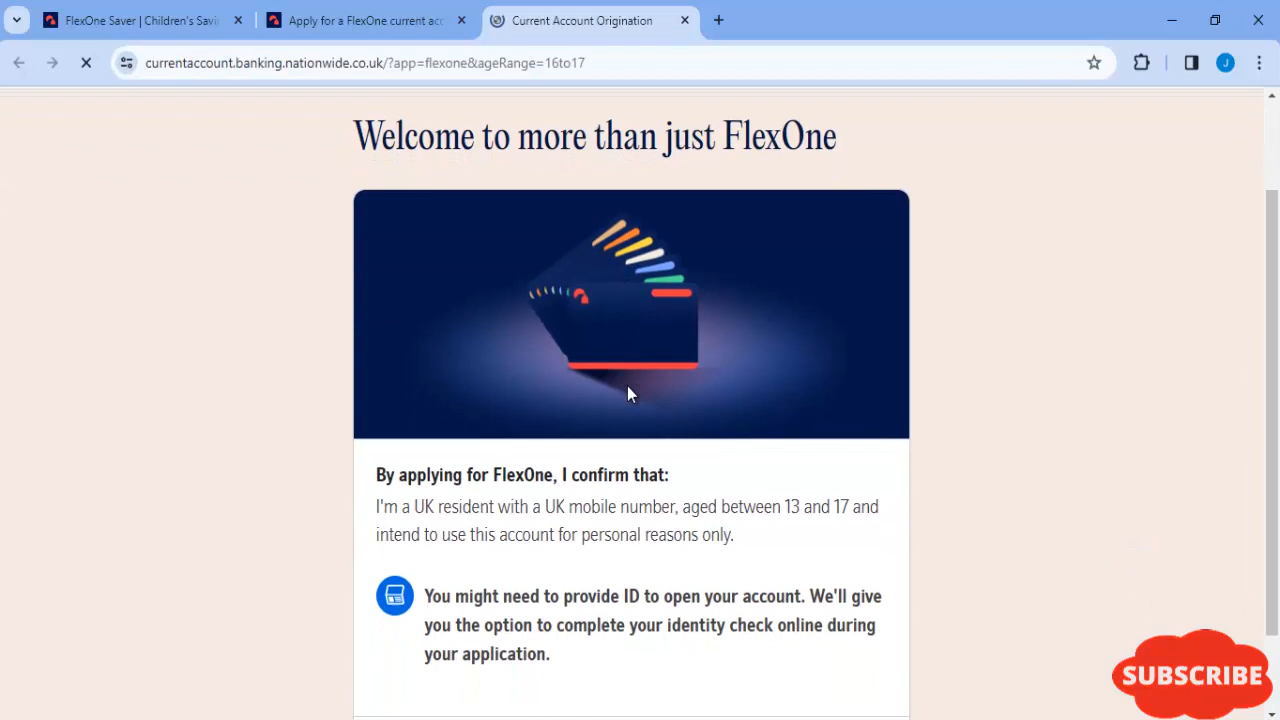 FlexOne Saver | Children's Savi
Apply for a FlexOne current acc
Current Account Origination
currentaccount.banking.nationwide.co.uk/?app=flexone&ageRange=16to17
J
Welcome to more than just FlexOne
By applying for FlexOne, I confirm that:
I'm a UK resident with a UK mobile number, aged between 13 and 17 and
intend to use this account for personal reasons only.
You might need to provide ID to open your account. We'll give
you the option to complete your identity check online during
your application.
SUBSCRIBE